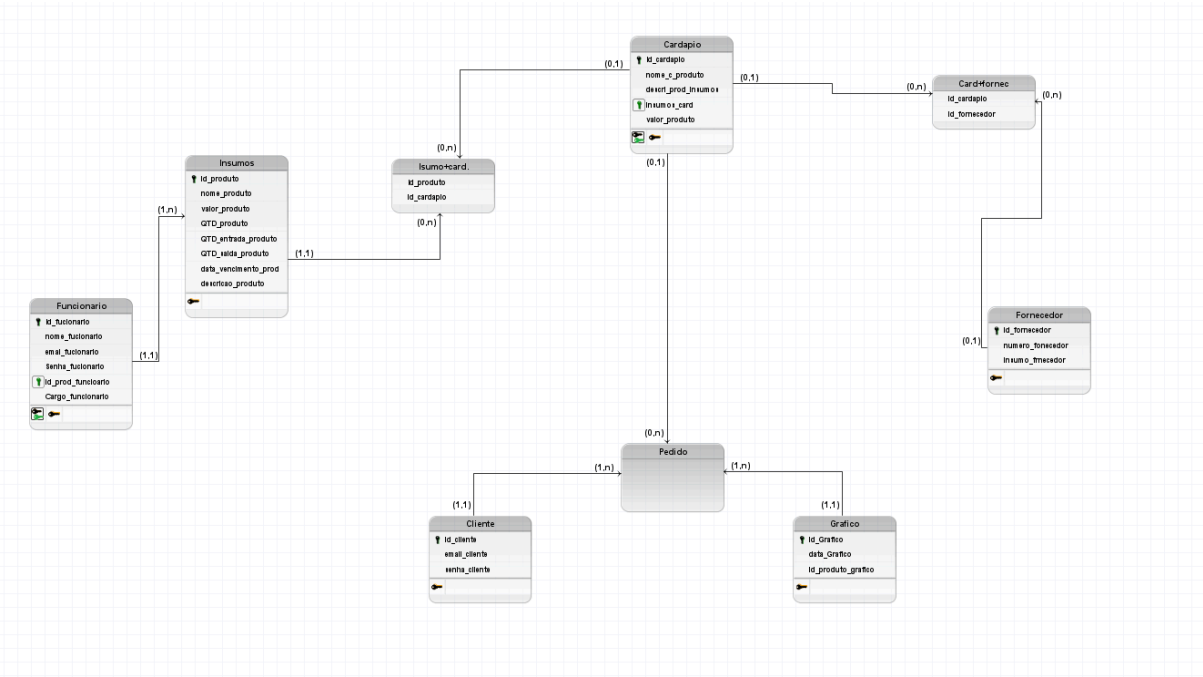 Cardapio
id_cardapio
nome_c_produto
descri_prod_insumos
insumos_card
valor_produto
(0,1)
(0,1)
(0,1)
(0,n)
Card+fornec
id_cardapio
id_fornecedor
(0,n)
(0,n)
Isumo+card.
id_produto
id_cardapio
(0,n)
Insumos
id_produto
nome_produto
valor_produto
QTD_produto
QTD_entrada_produto
QTD_saida_produto
data_vencimento_prod
descricao_produto
(1,n)
(1,1)
Funcionario
id_fucionario
nome_fucionario
emai_fucionario
Senha_fucionario
id_prod_funcioario
Cargo_funcionario
(1,1)
Fornecedor
id_fornecedor
numero_fonecedor
insumo_frnecedor
(0,1)
(0,n)
Pedido
(1,n)
(1,n)
(1,1)
(1,1)
Cliente
id_cliente
email_cliente
senha_cliente
Grafico
id_Grafico
data_Grafico
id_produto_grafico